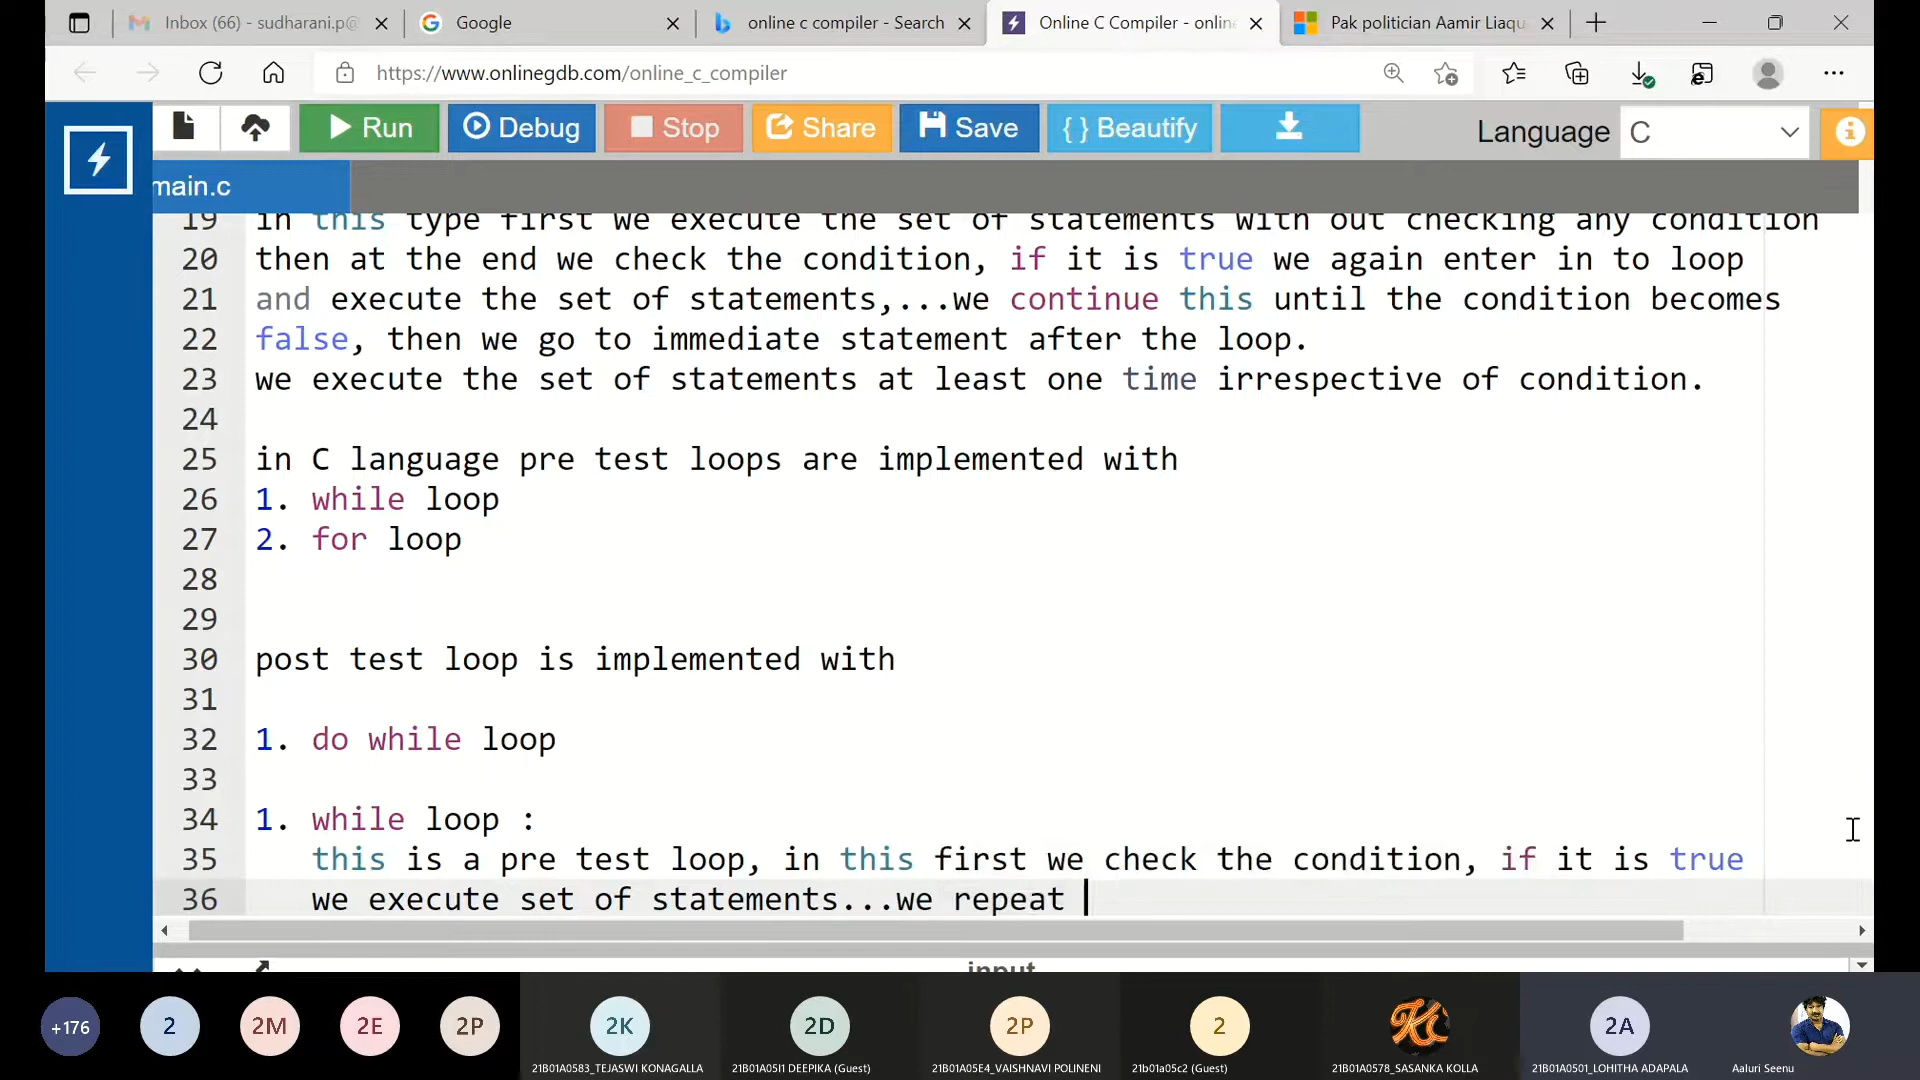 Inbox (66) - sudharani.p@
Google
online c compiler - Search
Online C Compiler - onlin
Pak politician Aamir Liaqu
https://www.onlinegdb.com/online_c_compiler
Run
Debug
Stop
Share
Save
{ } Beautify
Language
C
main.c
19 in this type first we execute the set of statements with out checking any condition
20 then at the end we check the condition, if it is true we again enter in to loop
21 and execute the set of statements,...we continue this until the condition becomes
22 false, then we go to immediate statement after the loop.
23 we execute the set of statements at least one time irrespective of condition.
24
25 in C language pre test loops are implemented with
26 1. while loop
27 2. for loop
28
29
30 post test loop is implemented with
31
32 1. do while loop
33
34 1. while loop :
35 this is a pre test loop, in this first we check the condition, if it is true
36 we execute set of statements...we repeat
input
+176
2
2M
2E
2P
2K
2D
2P
2
2A
21B01A0583_TEJASWI KONAGALLA
21B01A05I1 DEEPIKA (Guest)
21B01A05E4_VAISHNAVI POLINENI
21b01a05c2 (Guest)
21B01A0578_SASANKA KOLLA
21B01A0501_LOHITHA ADAPALA
Aaluri Seenu